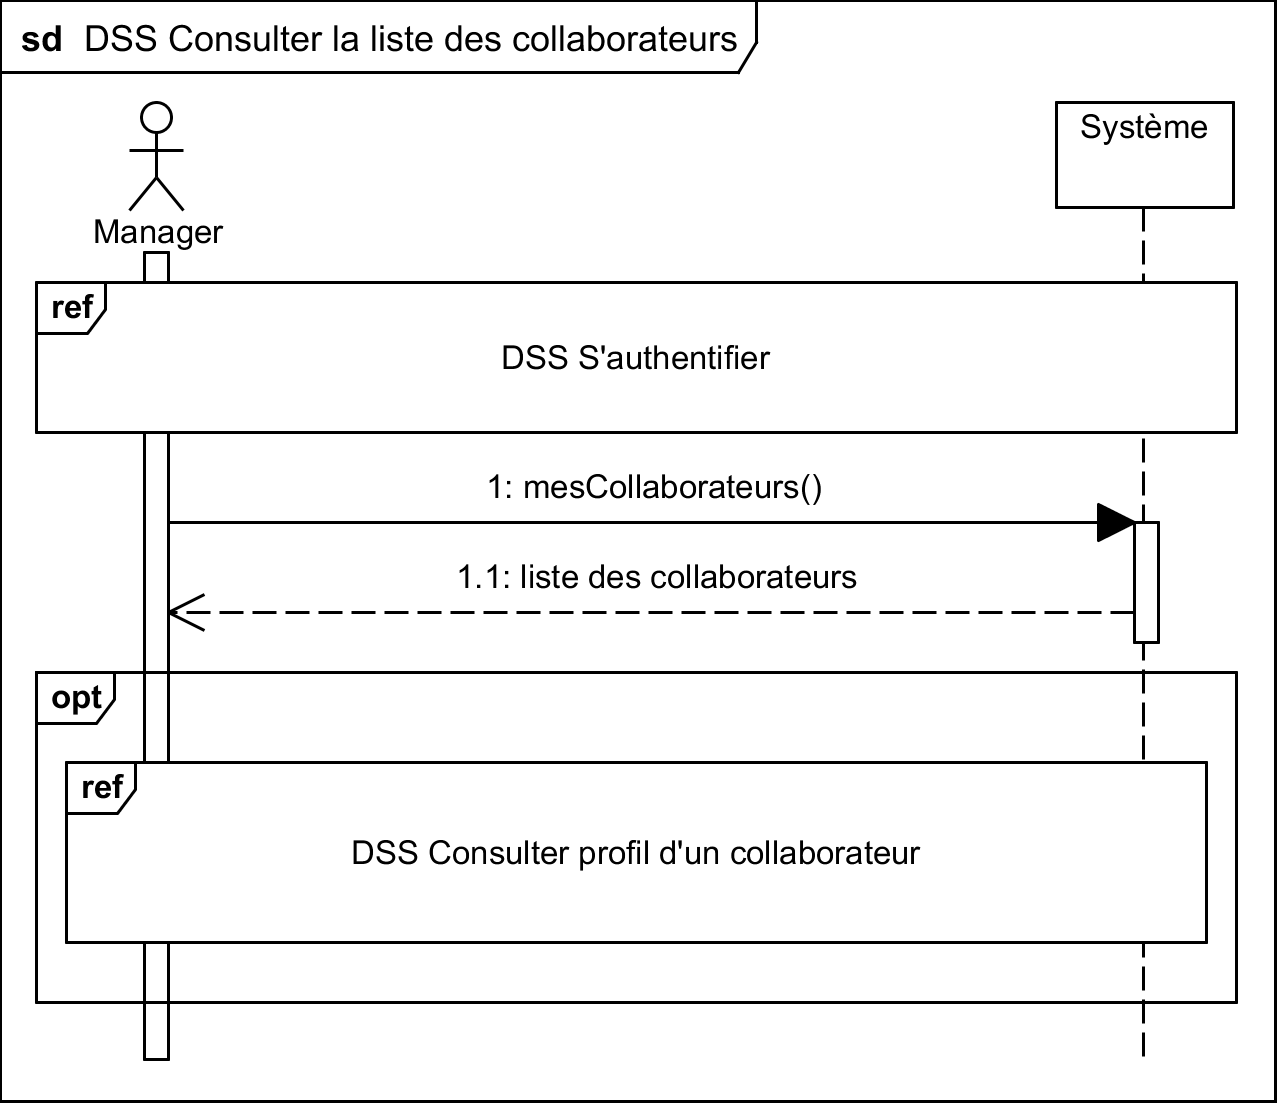 sd DSS Consulter la liste des collaborateurs
Manager
Système
ref
DSS S'authentifier
1: mesCollaborateurs()
1.1: liste des collaborateurs
opt
ref
DSS Consulter profil d'un collaborateur